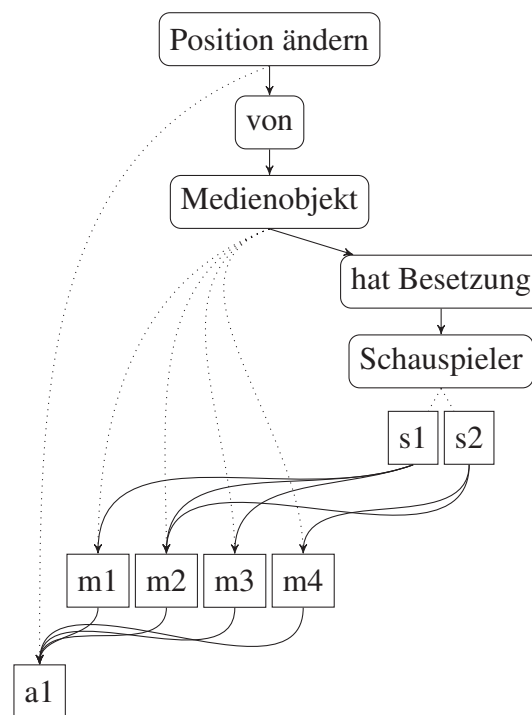 Position ändern
von
Medienobjekt
hat Besetzung
Schauspieler
s1 s2
m1 m2 m3 m4
a1